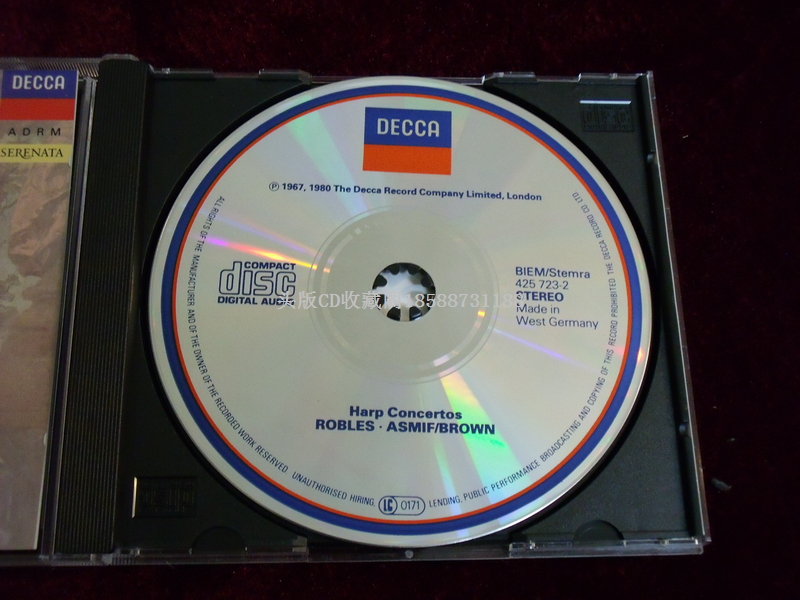 DECCA
A D R M
SERENATA
DECCA
℗ 1967, 1980 The Decca Record Company Limited, London
COMPACT
disc
DIGITAL AUDIO
BIEM/Stemra
425 723-2
STEREO
Made in
West Germany
头版CD收藏
Harp Concertos
ROBLES · ASMIF/BROWN
ALL RIGHTS OF THE MANUFACTURER AND OF THE OWNER OF THE RECORDED WORK RESERVED. UNAUTHORISED HIRING, LC 0171 LENDING, PUBLIC PERFORMANCE BROADCASTING AND COPYING OF THIS RECORD PROHIBITED THE DECCA RECORD CO. LTD.